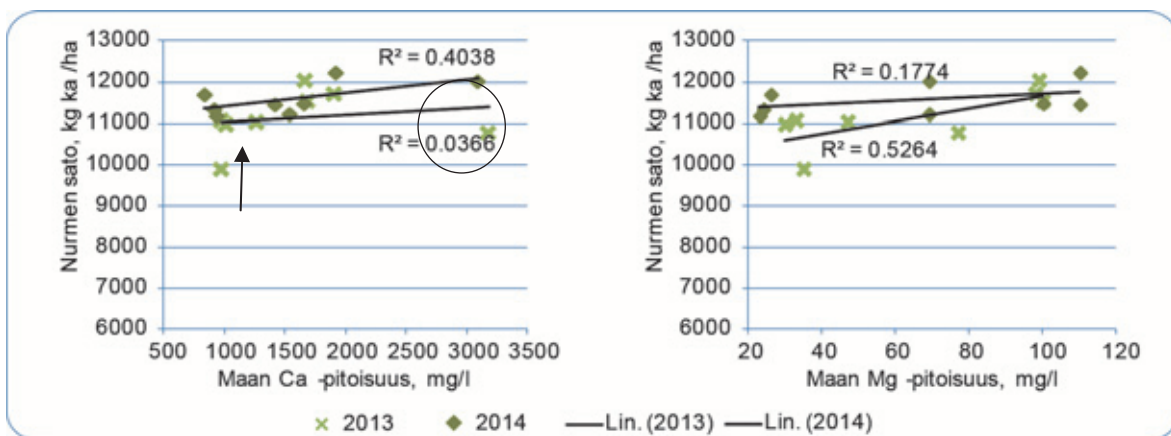 Nurmen sato, kg ka /ha
13000
12000
11000
10000
9000
8000
7000
6000
R² = 0.4038
R² = 0.0366
500 1000 1500 2000 2500 3000 3500
Maan Ca -pitoisuus, mg/l
Nurmen sato, kg ka /ha
13000
12000
11000
10000
9000
8000
7000
6000
R² = 0.1774
R² = 0.5264
20 40 60 80 100 120
Maan Mg -pitoisuus, mg/l
2013 2014 Lin. (2013) Lin. (2014)